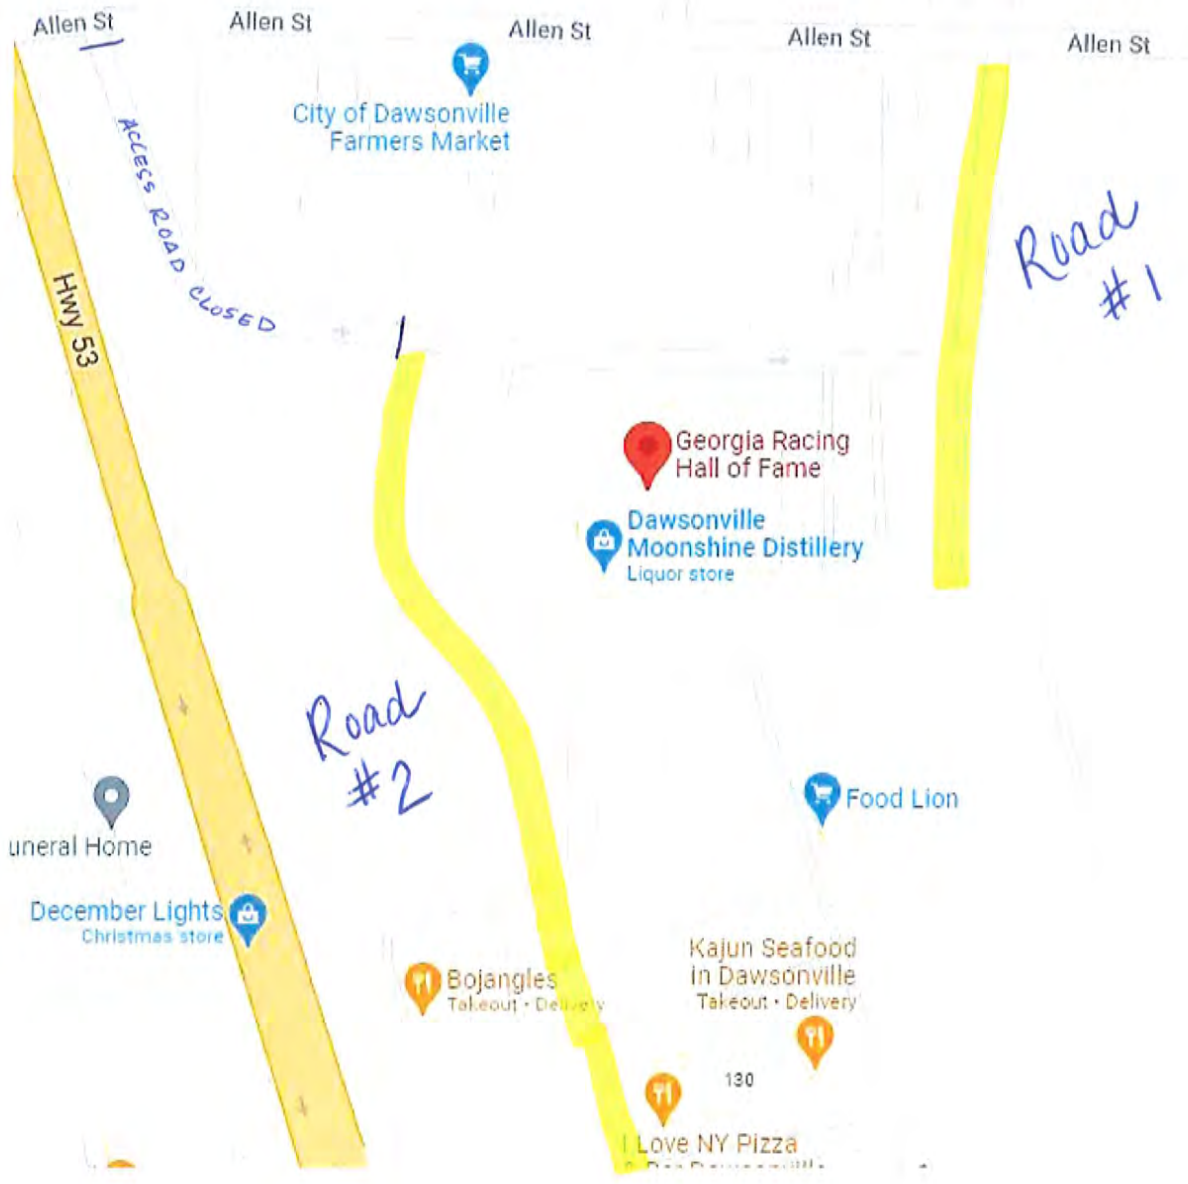 Allen St
Allen St
Allen St
Allen St
Allen St
City of Dawsonville
Farmers Market
ACCESS ROAD CLOSED
Road
#1
Hwy 53
Georgia Racing
Hall of Fame
Dawsonville
Moonshine Distillery
Liquor store
Road
#2
Food Lion
uneral Home
December Lights
Christmas store
Bojangles
Takeout • Delivery
Kajun Seafood
in Dawsonville
Takeout • Delivery
130
I Love NY Pizza